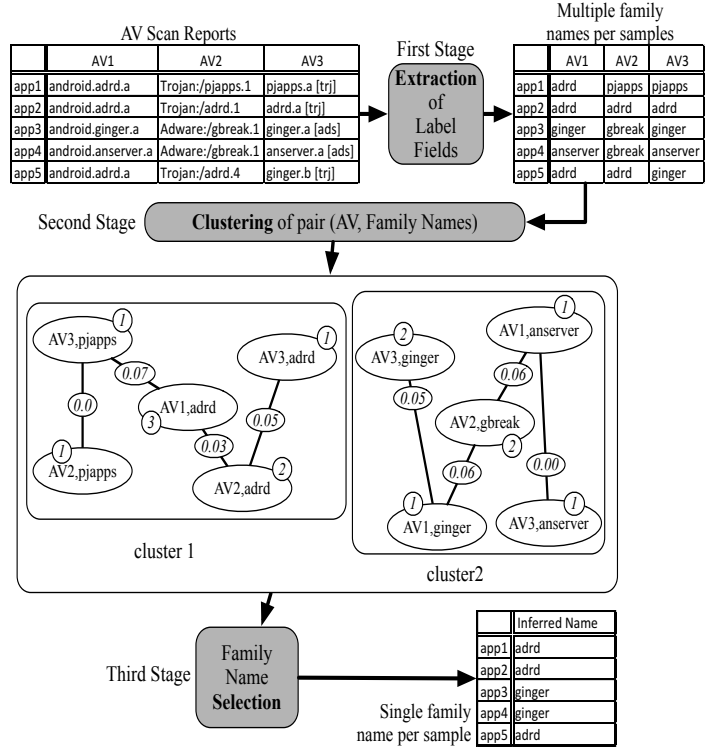 AV Scan Reports
AV1 AV2 AV3
app1 android.adrd.a Trojan:/pjapps.1 pjapps.a [trj]
app2 android.adrd.a Trojan:/adrd.1 adrd.a [trj]
app3 android.ginger.a Adware:/gbreak.1 ginger.a [ads]
app4 android.anserver.a Adware:/gbreak.1 anserver.a [ads]
app5 android.adrd.a Trojan:/adrd.4 ginger.b [trj]
First Stage
Extraction
of
Label
Fields
Multiple family
names per samples
AV1 AV2 AV3
app1 adrd pjapps pjapps
app2 adrd adrd adrd
app3 ginger gbreak ginger
app4 anserver gbreak anserver
app5 adrd adrd ginger
Second Stage
Clustering of pair (AV, Family Names)
1
AV3,pjapps
0.07
0.0
1
AV3,adrd
AV1,adrd
3
0.05
0.03
1
AV2,pjapps
2
AV2,adrd
cluster 1
1
AV1,anserver
2
AV3,ginger
0.06
0.05
AV2,gbreak
2
0.06
0.00
1
AV1,ginger
1
AV3,anserver
cluster2
Third Stage
Family
Name
Selection
Single family
name per sample
Inferred Name
app1 adrd
app2 adrd
app3 ginger
app4 ginger
app5 adrd